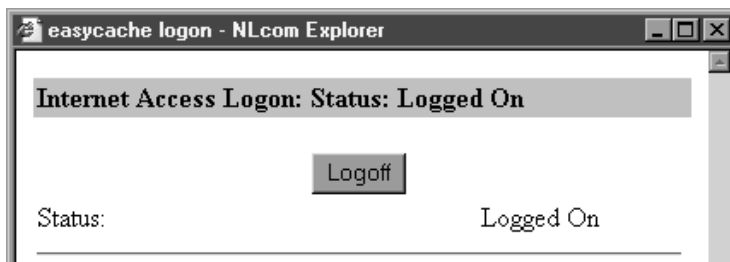 easycache logon - NLcom Explorer
Internet Access Logon: Status: Logged On
Logoff
Status: Logged On